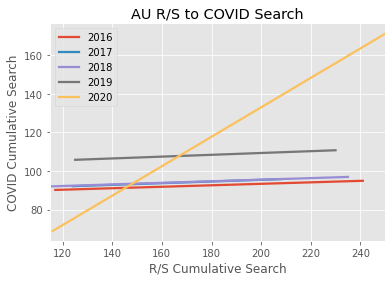 AU R/S to COVID Search
COVID Cumulative Search
160
140
120
100
80
2016
2017
2018
2019
2020
120 140 160 180 200 220 240
R/S Cumulative Search